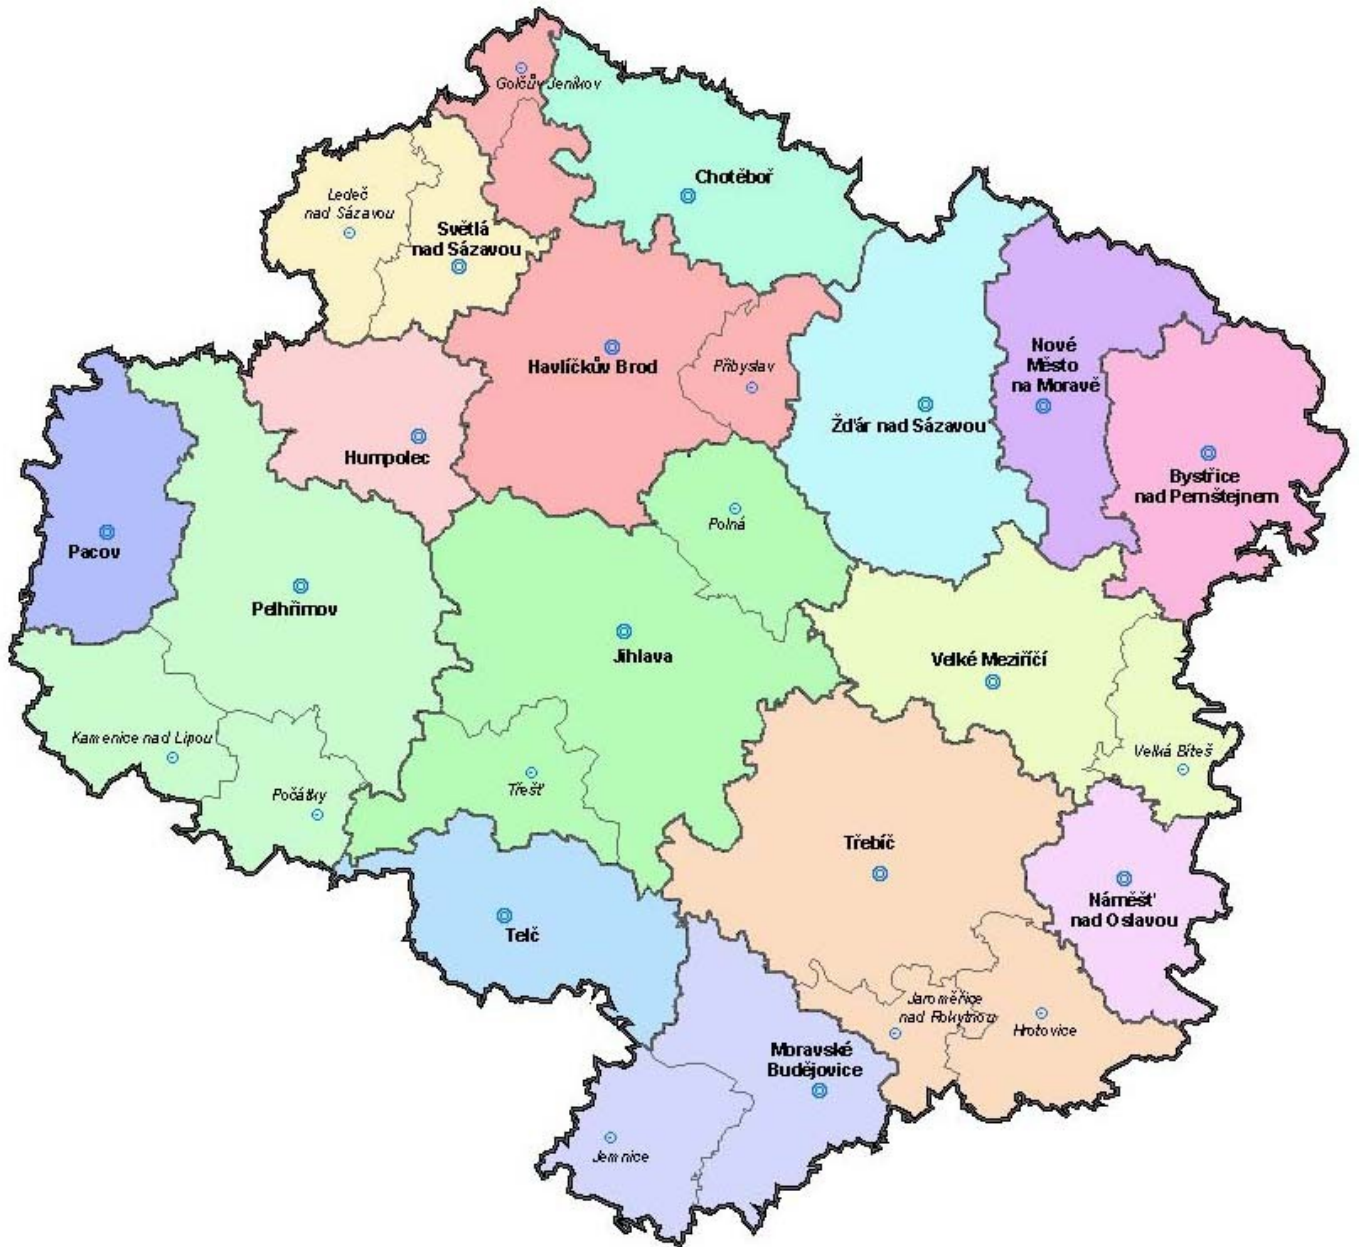 Golčův Jeníkov
Chotěboř
Ledeč
nad Sázavou
Světlá
nad Sázavou
Havlíčkův Brod
Přibyslav
Nové
Město
na Moravě
Žďár nad Sázavou
Humpolec
Bystřice
nad Pernštejnem
Polná
Pacov
Pelhřimov
Jihlava
Velké Meziříčí
Kamenice nad Lipou
Velká Bíteš
Počátky
Třešť
Třebíč
Náměšť
nad Oslavou
Telč
Jaroměřice
nad Rokytnou
Hrotovice
Moravské
Budějovice
Jemnice